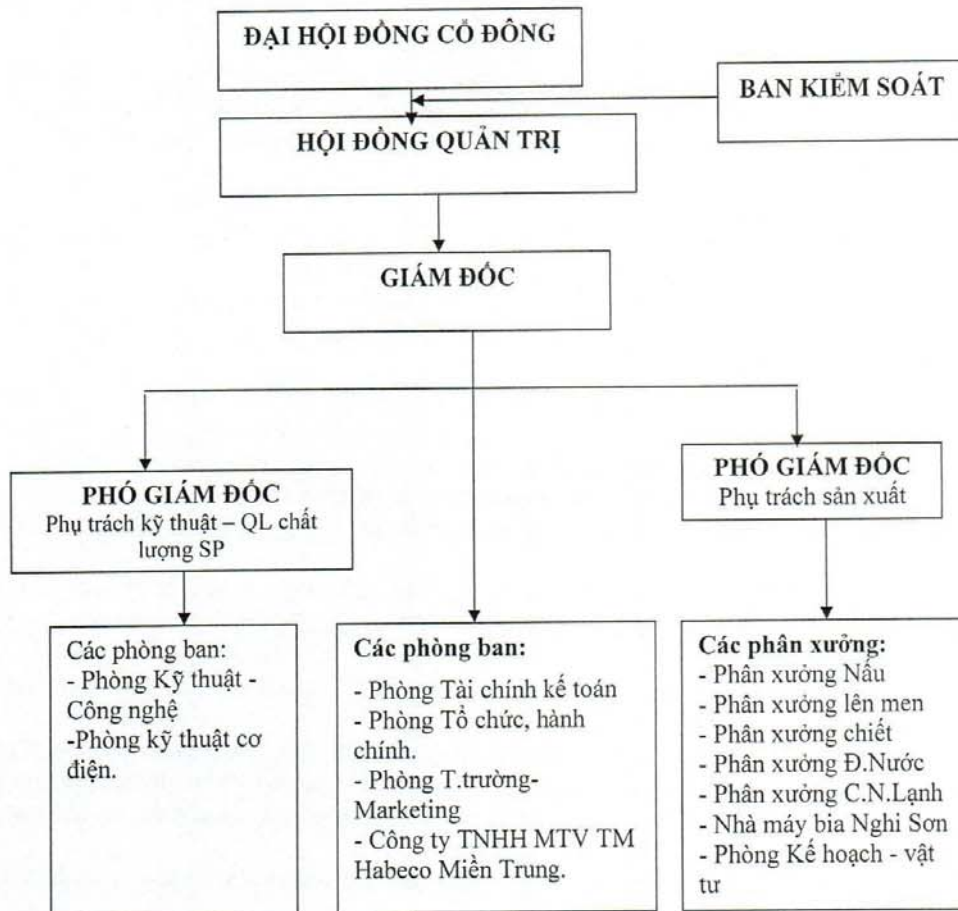 ĐẠI HỘI ĐỒNG CỔ ĐÔNG
BAN KIỂM SOÁT
HỘI ĐỒNG QUẢN TRỊ
GIÁM ĐỐC
PHÓ GIÁM ĐỐC
Phụ trách kỹ thuật – QL chất
lượng SP
PHÓ GIÁM ĐỐC
Phụ trách sản xuất
Các phòng ban:
- Phòng Kỹ thuật -
Công nghệ
-Phòng kỹ thuật cơ
điện.
Các phòng ban:
- Phòng Tài chính kế toán
- Phòng Tổ chức, hành
chính.
- Phòng T.trường-
Marketing
- Công ty TNHH MTV TM
Habeco Miền Trung.
Các phân xưởng:
- Phân xưởng Nấu
- Phân xưởng lên men
- Phân xưởng chiết
- Phân xưởng Đ.Nước
- Phân xưởng C.N.Lạnh
- Nhà máy bia Nghi Sơn
- Phòng Kế hoạch - vật
tư